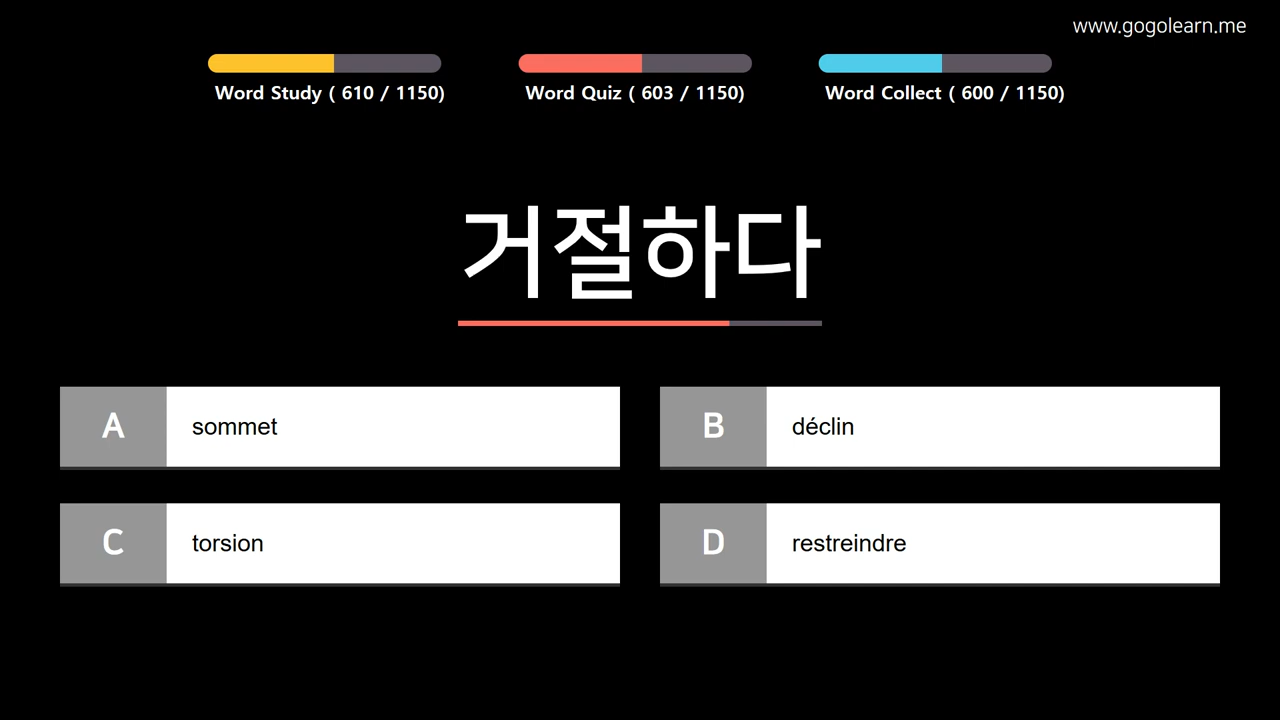 www.gogolearn.me
Word Study ( 610 / 1150)
Word Quiz ( 603 / 1150)
Word Collect ( 600 / 1150)
거절하다
A
sommet
B
déclin
C
torsion
D
restreindre